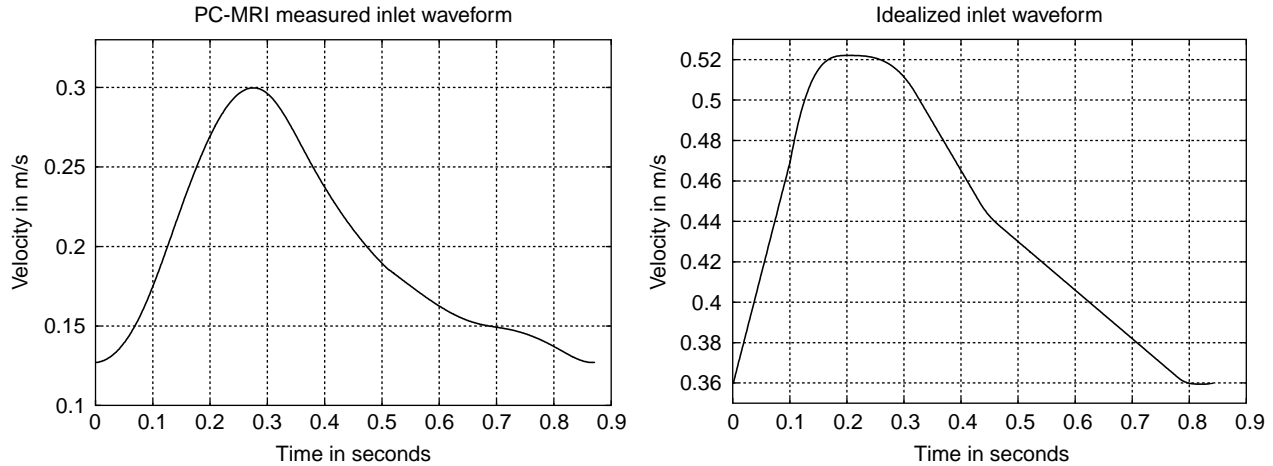 PC-MRI measured inlet waveform
0.3
0.25
0.2
0.15
0.1
Velocity in m/s
0 0.1 0.2 0.3 0.4 0.5 0.6 0.7 0.8 0.9
Time in seconds
Idealized inlet waveform
0.52
0.5
0.48
0.46
0.44
0.42
0.4
0.38
0.36
Velocity in m/s
0 0.1 0.2 0.3 0.4 0.5 0.6 0.7 0.8 0.9
Time in seconds